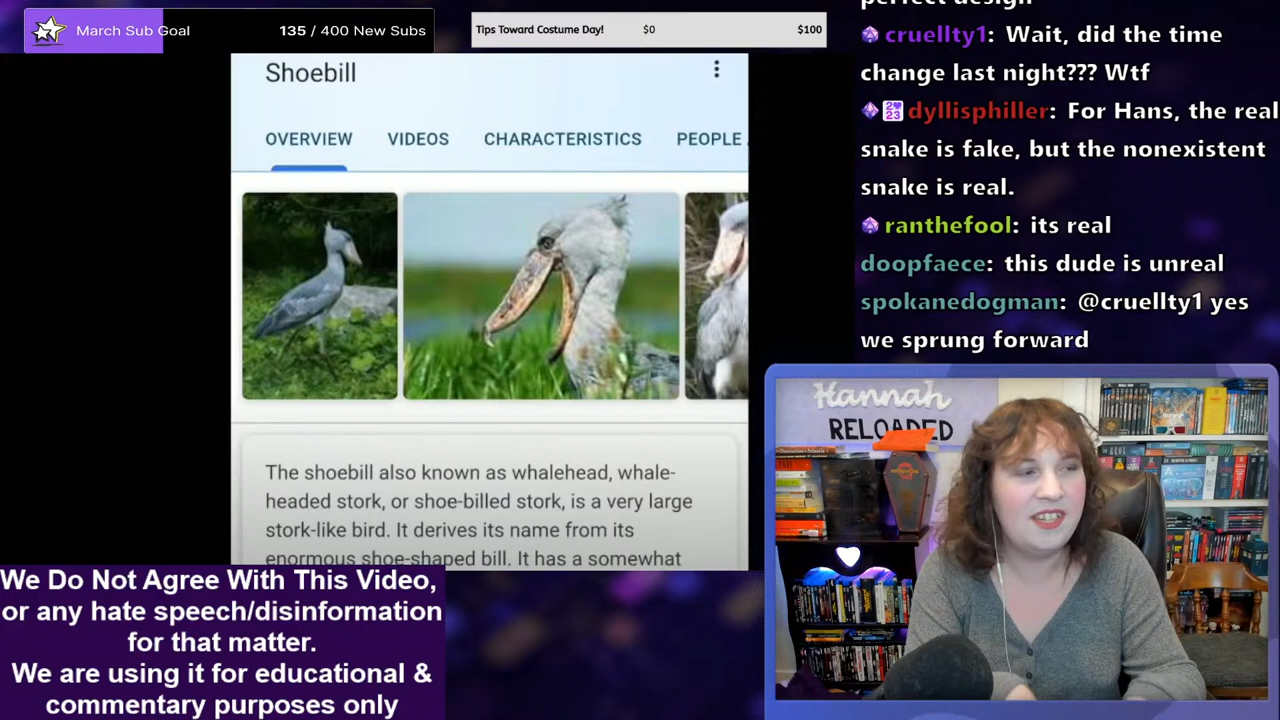 March Sub Goal
135 / 400 New Subs
Tips Toward Costume Day!
$0
$100
Shoebill
OVERVIEW
VIDEOS
CHARACTERISTICS
PEOPLE
The shoebill also known as whalehead, whale-
headed stork, or shoe-billed stork, is a very large
stork-like bird. It derives its name from its
enormous shoe-shaped bill. It has a somewhat
We Do Not Agree With This Video,
or any hate speech/disinformation
for that matter.
We are using it for educational &
commentary purposes only
perfect design
cruellty1: Wait, did the time
change last night??? Wtf
dyllisphiller: For Hans, the real
snake is fake, but the nonexistent
snake is real.
ranthefool: its real
doopfaece: this dude is unreal
spokanedogman: @cruellty1 yes
we sprung forward
Hannah
RELOADED